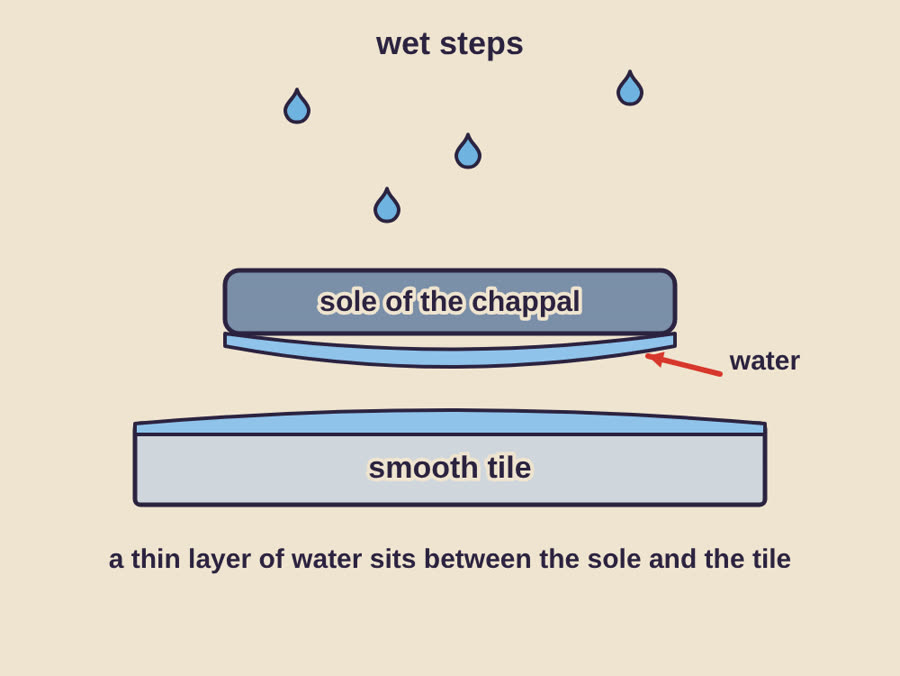 wet steps
sole of the chappal
water
smooth tile
a thin layer of water sits between the sole and the tile